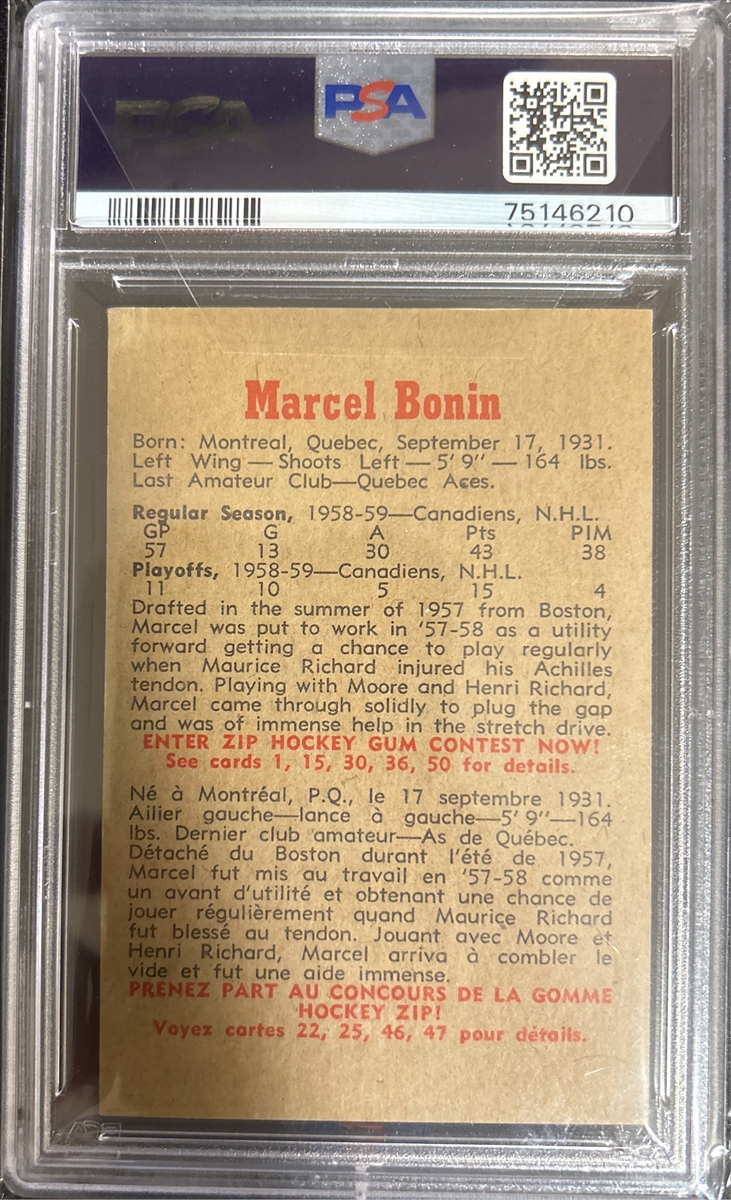 PSA
PSA
75146210
Marcel Bonin
Born: Montreal, Quebec, September 17, 1931.
Left Wing — Shoots Left — 5' 9" — 164 lbs.
Last Amateur Club—Quebec Aces.
Regular Season, 1958-59—Canadiens, N.H.L.
GP G A Pts PIM
57 13 30 43 38
Playoffs, 1958-59—Canadiens, N.H.L.
11 10 5 15 4
Drafted in the summer of 1957 from Boston,
Marcel was put to work in '57-58 as a utility
forward getting a chance to play regularly
when Maurice Richard injured his Achilles
tendon. Playing with Moore and Henri Richard,
Marcel came through solidly to plug the gap
and was of immense help in the stretch drive.
ENTER ZIP HOCKEY GUM CONTEST NOW!
See cards 1, 15, 30, 36, 50 for details.
Né à Montréal, P.Q., le 17 septembre 1931.
Ailier gauche—lance à gauche—5' 9"—164
lbs. Dernier club amateur—As de Québec.
Détaché du Boston durant l'été de 1957,
Marcel fut mis au travail en '57-58 comme
un avant d'utilité et obtenant une chance de
jouer régulièrement quand Maurice Richard
fut blessé au tendon. Jouant avec Moore et
Henri Richard, Marcel arriva à combler le
vide et fut une aide immense.
PRENEZ PART AU CONCOURS DE LA GOMME
HOCKEY ZIP!
Voyez cartes 22, 25, 46, 47 pour détails.